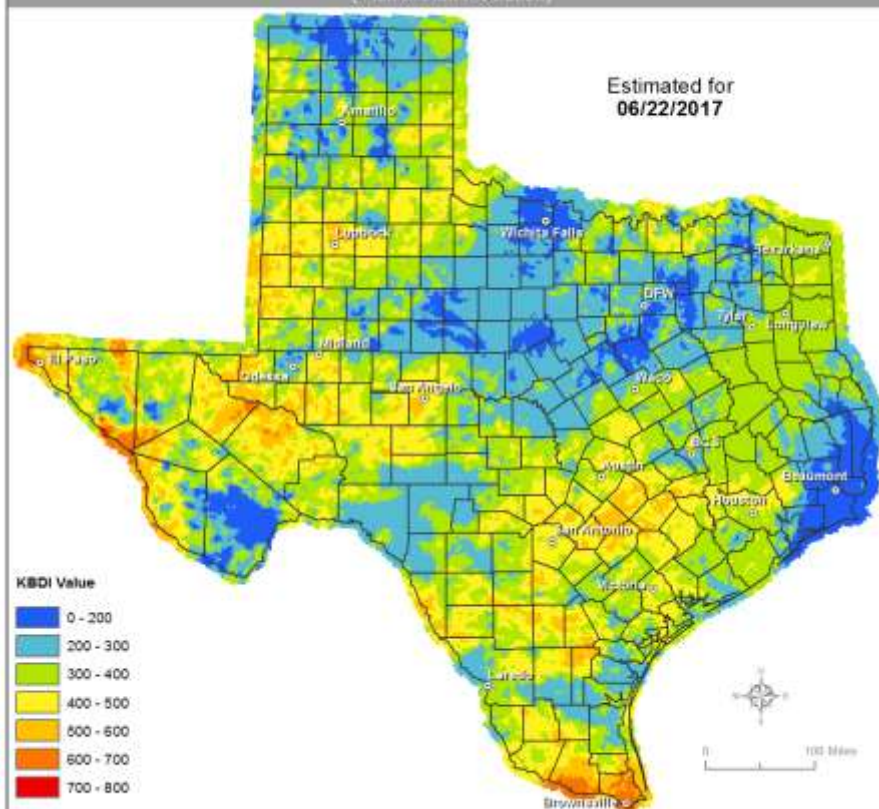 Estimated for
06/22/2017
Amarillo
Wichita Falls
Lubbock
Texarkana
DFW
Tyler
Longview
Midland
El Paso
Odessa
San Angelo
Waco
BCS
Austin
Beaumont
Houston
San Antonio
Victoria
KBDI Value
0 - 200
200 - 300
300 - 400
400 - 500
500 - 600
600 - 700
700 - 800
Laredo
0 100 Miles
Brownsville